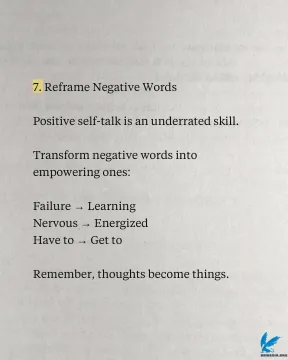 7. Reframe Negative Words
Positive self-talk is an underrated skill.
Transform negative words into
empowering ones:
Failure → Learning
Nervous → Energized
Have to → Get to
Remember, thoughts become things.